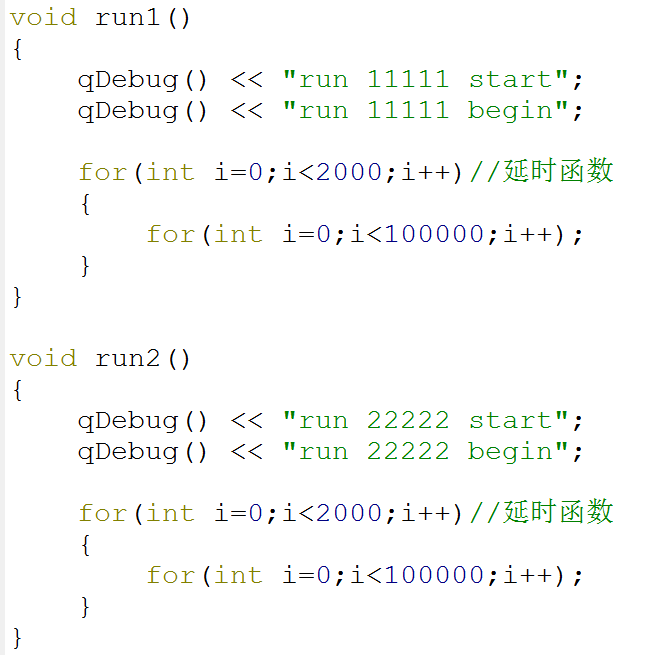 void run1()
{
    qDebug() << "run 11111 start";
    qDebug() << "run 11111 begin";

    for(int i=0;i<2000;i++)//延时函数
    {
        for(int i=0;i<100000;i++);
    }
}

void run2()
{
    qDebug() << "run 22222 start";
    qDebug() << "run 22222 begin";

    for(int i=0;i<2000;i++)//延时函数
    {
        for(int i=0;i<100000;i++);
    }
}